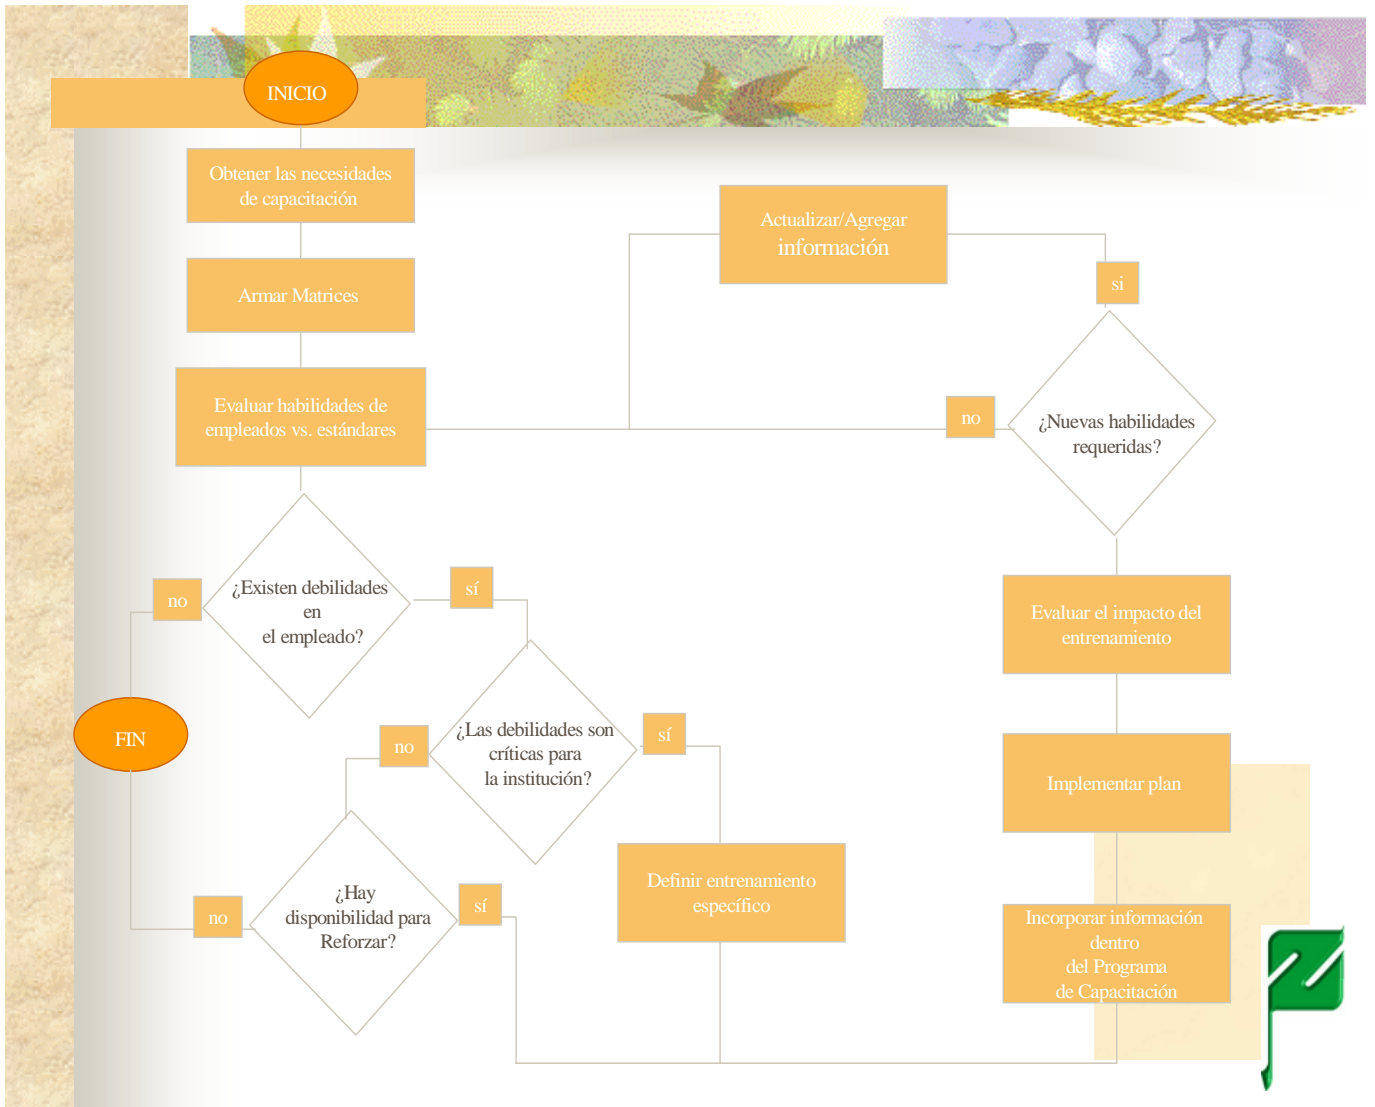 INICIO
Obtener las necesidades
de capacitación
Armar Matrices
Evaluar habilidades de
empleados vs. estándares
Actualizar/Agregar
información
si
¿Nuevas habilidades
requeridas?
no
¿Existen debilidades
en
el empleado?
no
sí
FIN
¿Las debilidades son
críticas para
la institución?
no
sí
¿Hay
disponibilidad para
Reforzar?
no
sí
Definir entrenamiento
específico
Evaluar el impacto del
entrenamiento
Implementar plan
Incorporar información
dentro
del Programa
de Capacitación